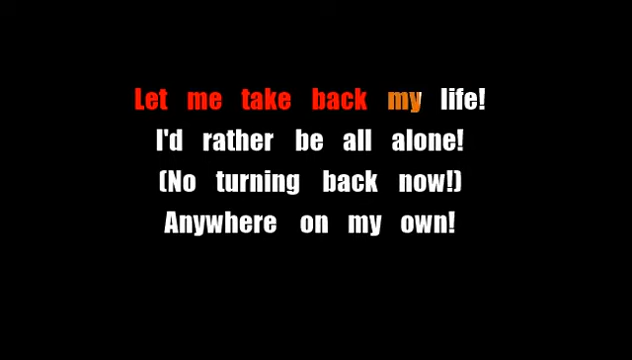 Let me take back my life!
I'd rather be all alone!
(No turning back now!)
Anywhere on my own!